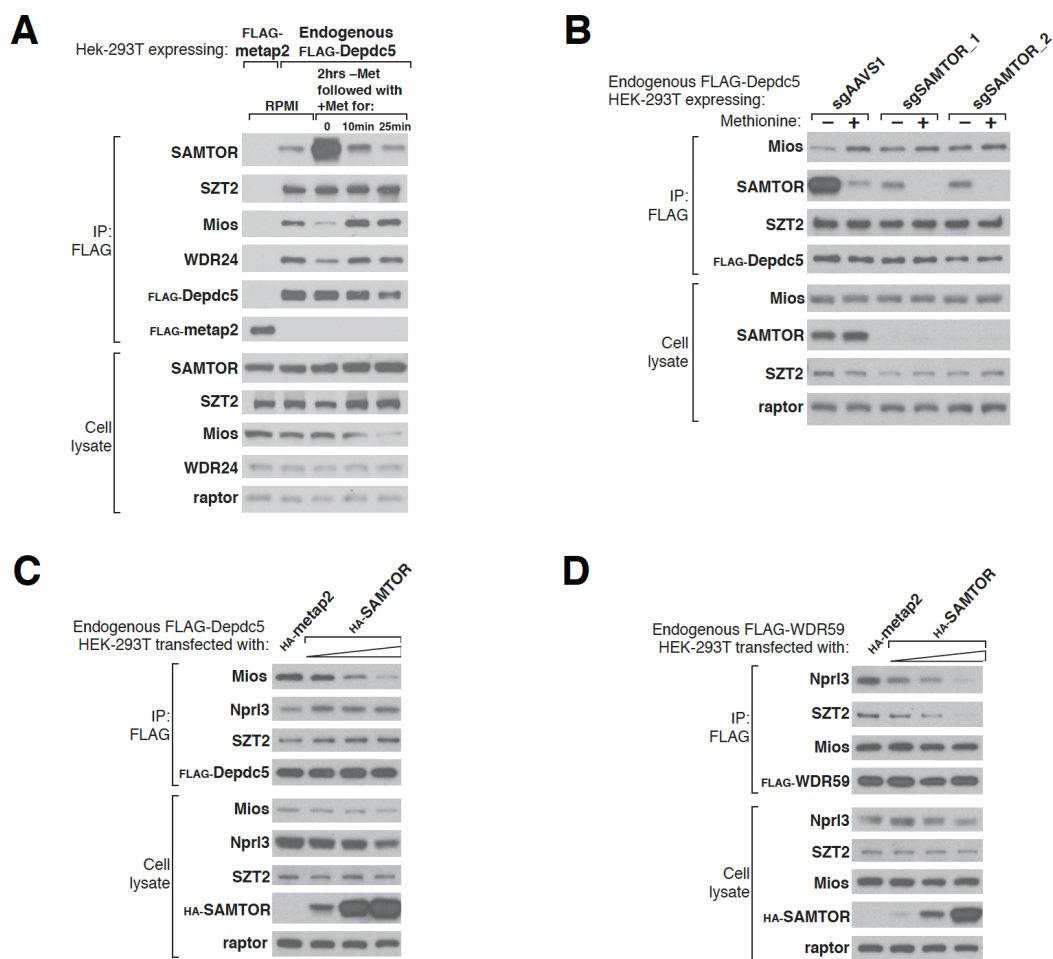 A
Hek-293T expressing:
FLAG-
metap2
Endogenous
FLAG-Depdc5
RPMI
2hrs –Met
followed with
+Met for:
0 10min 25min
IP:
FLAG
SAMTOR
SZT2
Mios
WDR24
FLAG-Depdc5
FLAG-metap2
Cell
lysate
SAMTOR
SZT2
Mios
WDR24
raptor
B
Endogenous FLAG-Depdc5
HEK-293T expressing:
sgAAVS1
sgSAMTOR_1
sgSAMTOR_2
Methionine: – + – + – +
IP:
FLAG
Mios
SAMTOR
SZT2
FLAG-Depdc5
Cell
lysate
Mios
SAMTOR
SZT2
raptor
C
Endogenous FLAG-Depdc5
HEK-293T transfected with:
HA-metap2
HA-SAMTOR
IP:
FLAG
Mios
Nprl3
SZT2
FLAG-Depdc5
Cell
lysate
Mios
Nprl3
SZT2
HA-SAMTOR
raptor
D
Endogenous FLAG-WDR59
HEK-293T transfected with:
HA-metap2
HA-SAMTOR
IP:
FLAG
Nprl3
SZT2
Mios
FLAG-WDR59
Cell
lysate
Nprl3
SZT2
Mios
HA-SAMTOR
raptor